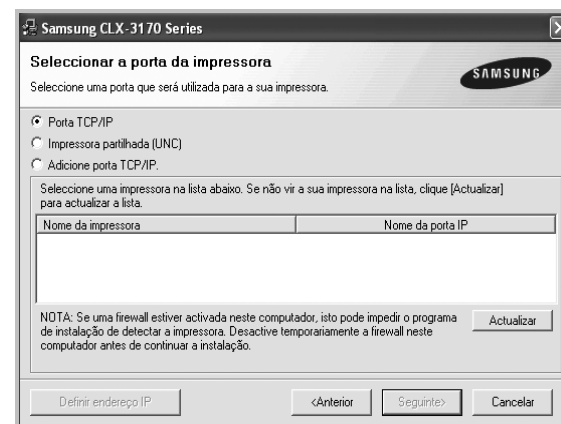 Samsung CLX-3170 Series
Seleccionar a porta da impressora
Seleccione uma porta que será utilizada para a sua impressora.
SAMSUNG
Porta TCP/IP
Impressora partilhada (UNC)
Adicione porta TCP/IP.
Seleccione uma impressora na lista abaixo. Se não vir a sua impressora na lista, clique [Actualizar]
para actualizar a lista.
Nome da impressora
Nome da porta IP
NOTA: Se uma firewall estiver activada neste computador, isto pode impedir o programa
de instalação de detectar a impressora. Desactive temporariamente a firewall neste
computador antes de continuar a instalação.
Actualizar
Definir endereço IP
<Anterior
Seguinte>
Cancelar